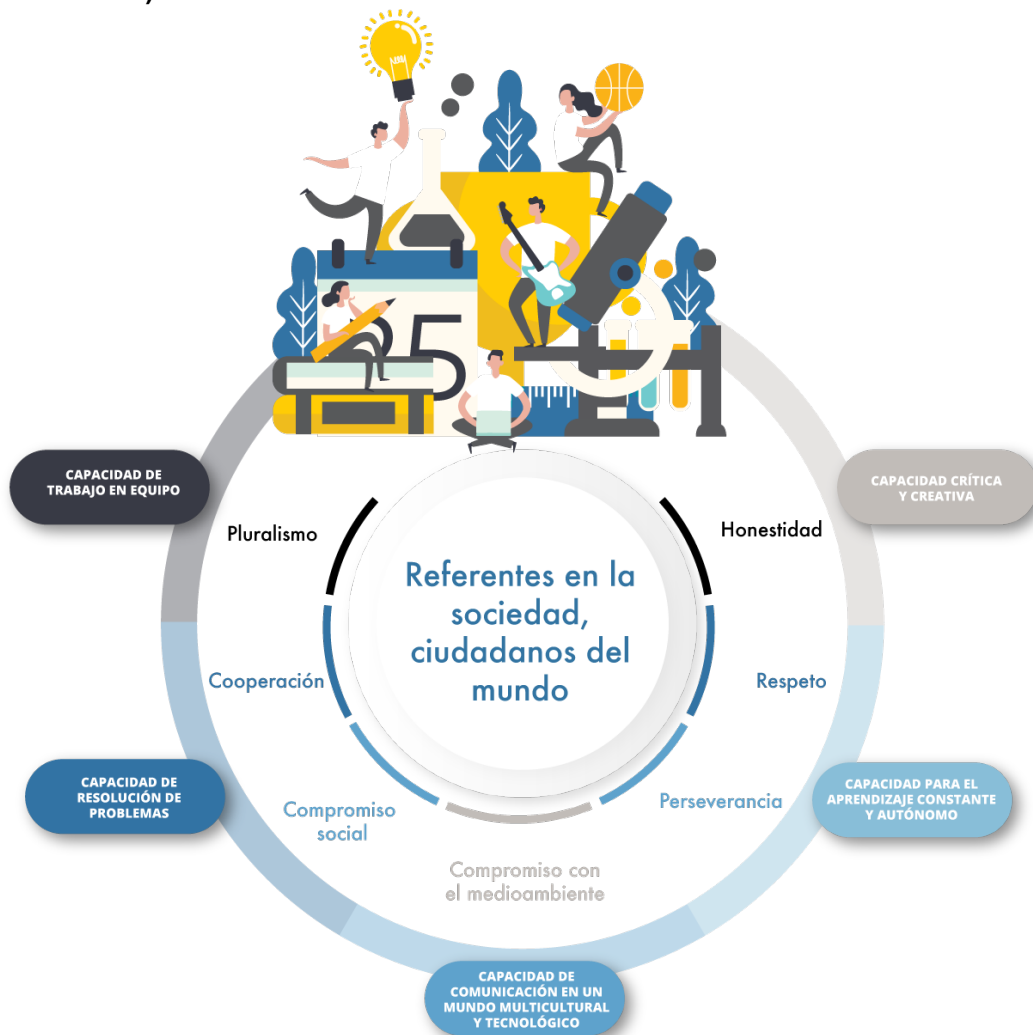 35
CAPACIDAD DE
TRABAJO EN EQUIPO
CAPACIDAD CRÍTICA
Y CREATIVA
Pluralismo
Honestidad
Referentes en la
sociedad,
ciudadanos del
mundo
Cooperación
Respeto
CAPACIDAD DE
RESOLUCIÓN DE
PROBLEMAS
CAPACIDAD PARA EL
APRENDIZAJE CONSTANTE
Y AUTÓNOMO
Compromiso
social
Perseverancia
Compromiso con
el medioambiente
CAPACIDAD DE
COMUNICACIÓN EN UN
MUNDO MULTICULTURAL
Y TECNOLÓGICO